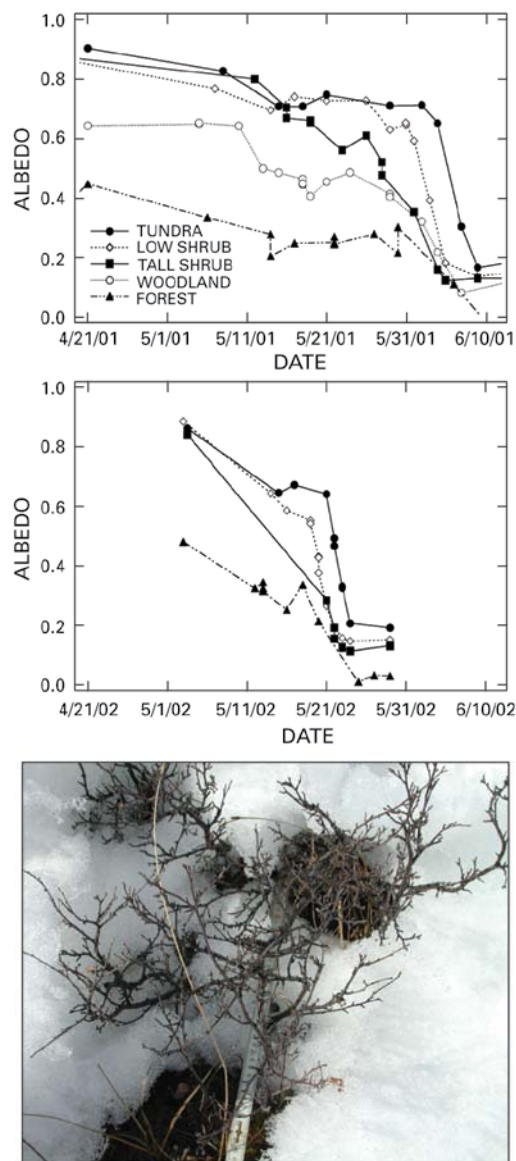 1.0
0.8
0.6
0.4
0.2
0.0
ALBEDO
TUNDRA
LOW SHRUB
TALL SHRUB
WOODLAND
FOREST
4/21/01 5/1/01 5/11/01 5/21/01 5/31/01 6/10/01
DATE
1.0
0.8
0.6
0.4
0.2
0.0
ALBEDO
4/21/02 5/1/02 5/11/02 5/21/02 5/31/02 6/10/02
DATE